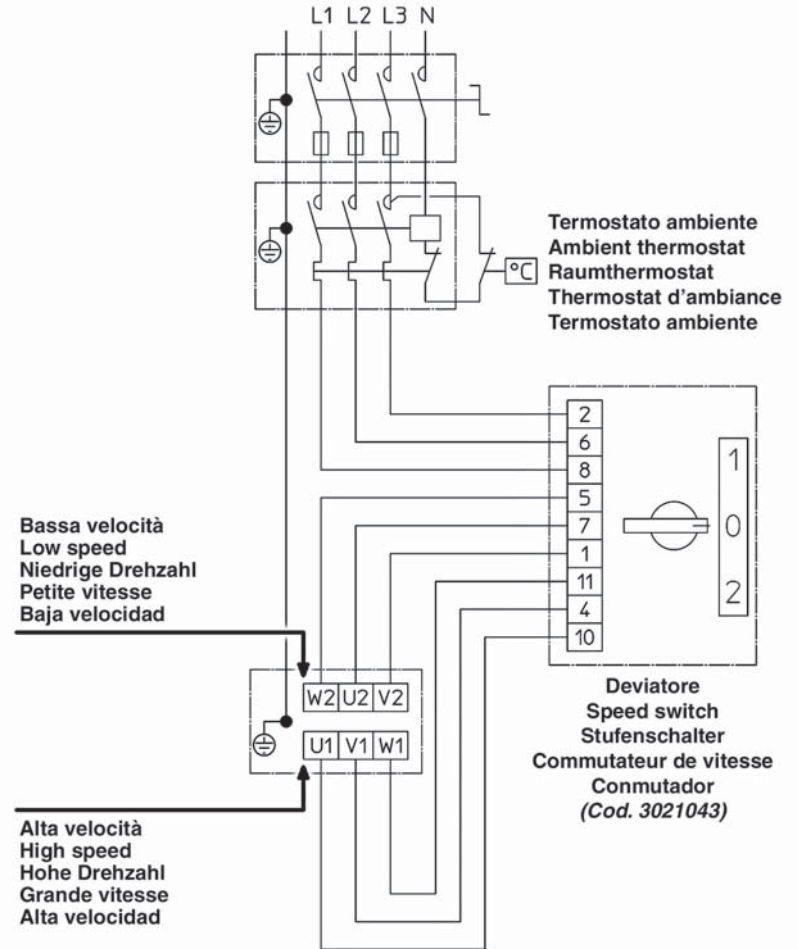 L1 L2 L3 N
Termostato ambiente
Ambient thermostat
°C Raumthermostat
Thermostat d'ambiance
Termostato ambiente
2
6
8
5
7
1
11
4
10
1
0
2
Bassa velocità
Low speed
Niedrige Drehzahl
Petite vitesse
Baja velocidad
W2 U2 V2
U1 V1 W1
Deviatore
Speed switch
Stufenschalter
Commutateur de vitesse
Conmutador
(Cod. 3021043)
Alta velocità
High speed
Hohe Drehzahl
Grande vitesse
Alta velocidad